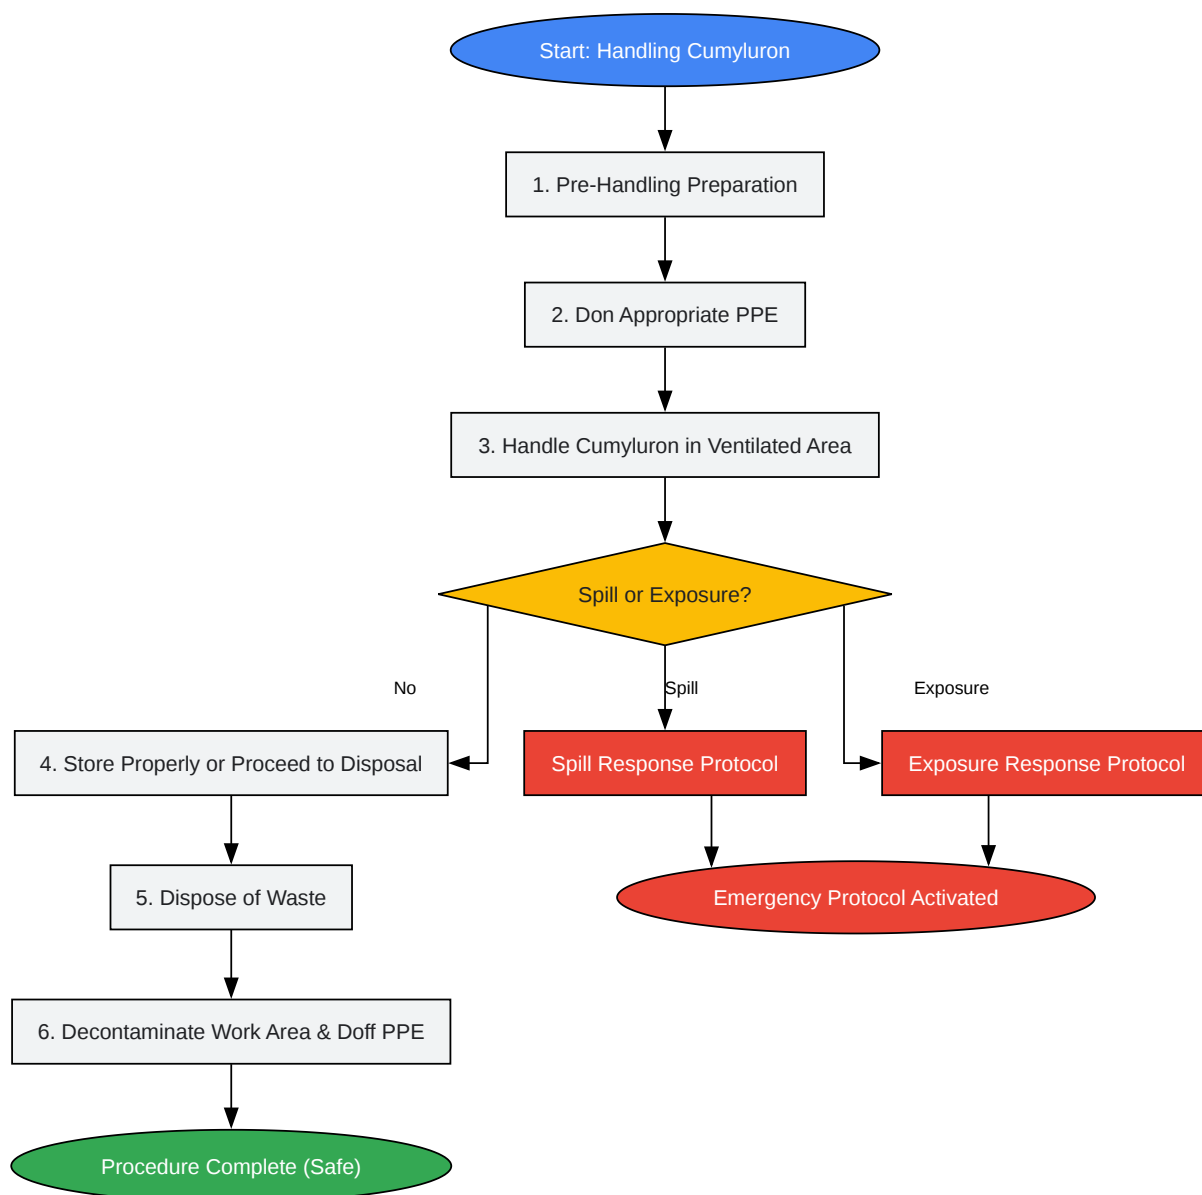 Start: Handling Cumyluron
1. Pre-Handling Preparation
2. Don Appropriate PPE
3. Handle Cumyluron in Ventilated Area
Spill or Exposure?
No
Spill
Exposure
4. Store Properly or Proceed to Disposal
Spill Response Protocol
Exposure Response Protocol
5. Dispose of Waste
Emergency Protocol Activated
6. Decontaminate Work Area & Doff PPE
Procedure Complete (Safe)